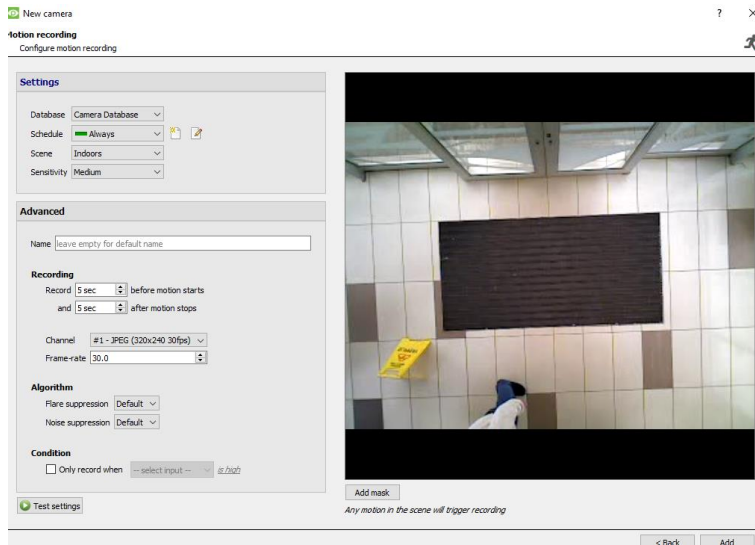 New camera
?
Motion recording
Configure motion recording
Settings
Database Camera Database
Schedule Always
Scene Indoors
Sensitivity Medium
Advanced
Name leave empty for default name
Recording
Record 5 sec before motion starts
and 5 sec after motion stops
Channel #1 - JPEG (320x240 30fps)
Frame-rate 30.0
Algorithm
Flare suppression Default
Noise suppression Default
Condition
Only record when -- select input -- is high
Test settings
Add mask
Any motion in the scene will trigger recording
< Back
Add